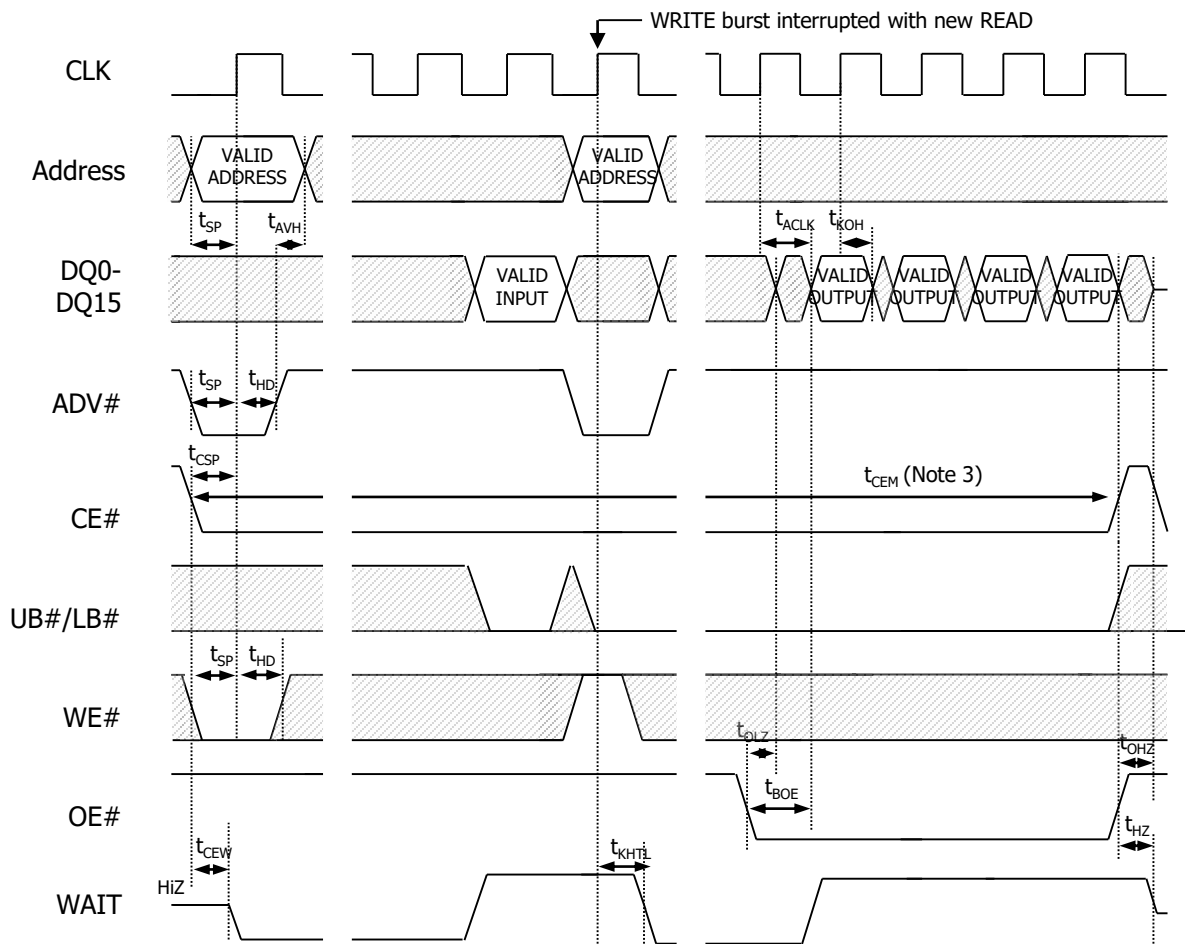 WRITE burst interrupted with new READ
CLK
Address
VALID
ADDRESS
VALID
ADDRESS
tSP
tAVH
tACLK
tKOH
DQ0-
DQ15
VALID
INPUT
VALID
OUTPUT
VALID
OUTPUT
VALID
OUTPUT
VALID
OUTPUT
ADV#
tSP
tHD
tCSP
CE#
tCEM (Note 3)
UB#/LB#
tSP
tHD
WE#
tOLZ
tOHZ
OE#
tBOE
tHZ
tCEW
tKHTL
HiZ
WAIT